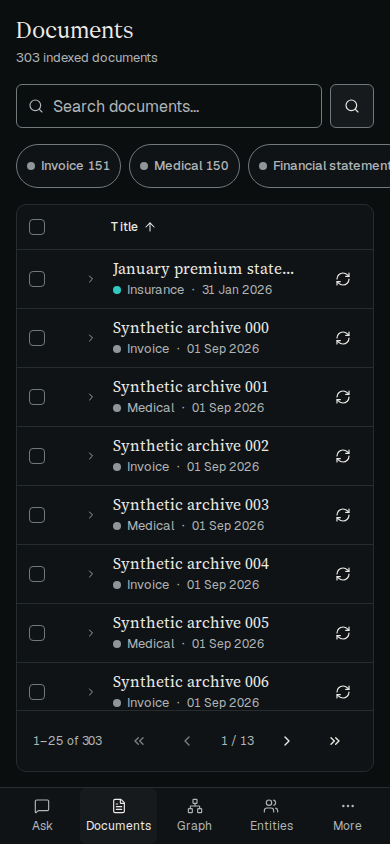 Documents
303 indexed documents
Search documents...
Invoice 151
Medical 150
Financial statement
Title
January premium state...
Insurance · 31 Jan 2026
Synthetic archive 000
Invoice · 01 Sep 2026
Synthetic archive 001
Medical · 01 Sep 2026
Synthetic archive 002
Invoice · 01 Sep 2026
Synthetic archive 003
Medical · 01 Sep 2026
Synthetic archive 004
Invoice · 01 Sep 2026
Synthetic archive 005
Medical · 01 Sep 2026
Synthetic archive 006
Invoice · 01 Sep 2026
1–25 of 303
1 / 13
Ask
Documents
Graph
Entities
More